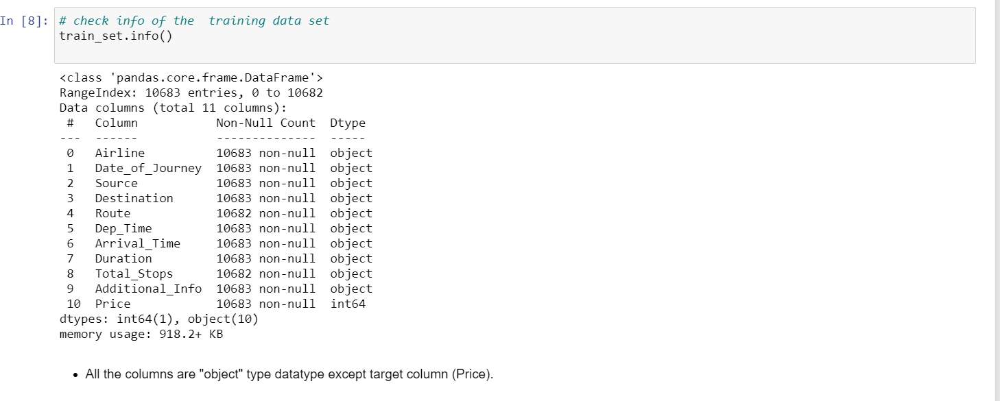 In [8]: # check info of the  training data set
train_set.info()
<class 'pandas.core.frame.DataFrame'>
RangeIndex: 10683 entries, 0 to 10682
Data columns (total 11 columns):
 #   Column           Non-Null Count  Dtype
---  ------           --------------  -----
 0   Airline          10683 non-null  object
 1   Date_of_Journey  10683 non-null  object
 2   Source           10683 non-null  object
 3   Destination      10683 non-null  object
 4   Route            10682 non-null  object
 5   Dep_Time         10683 non-null  object
 6   Arrival_Time     10683 non-null  object
 7   Duration         10683 non-null  object
 8   Total_Stops      10682 non-null  object
 9   Additional_Info  10683 non-null  object
 10  Price            10683 non-null  int64
dtypes: int64(1), object(10)
memory usage: 918.2+ KB
• All the columns are "object" type datatype except target column (Price).